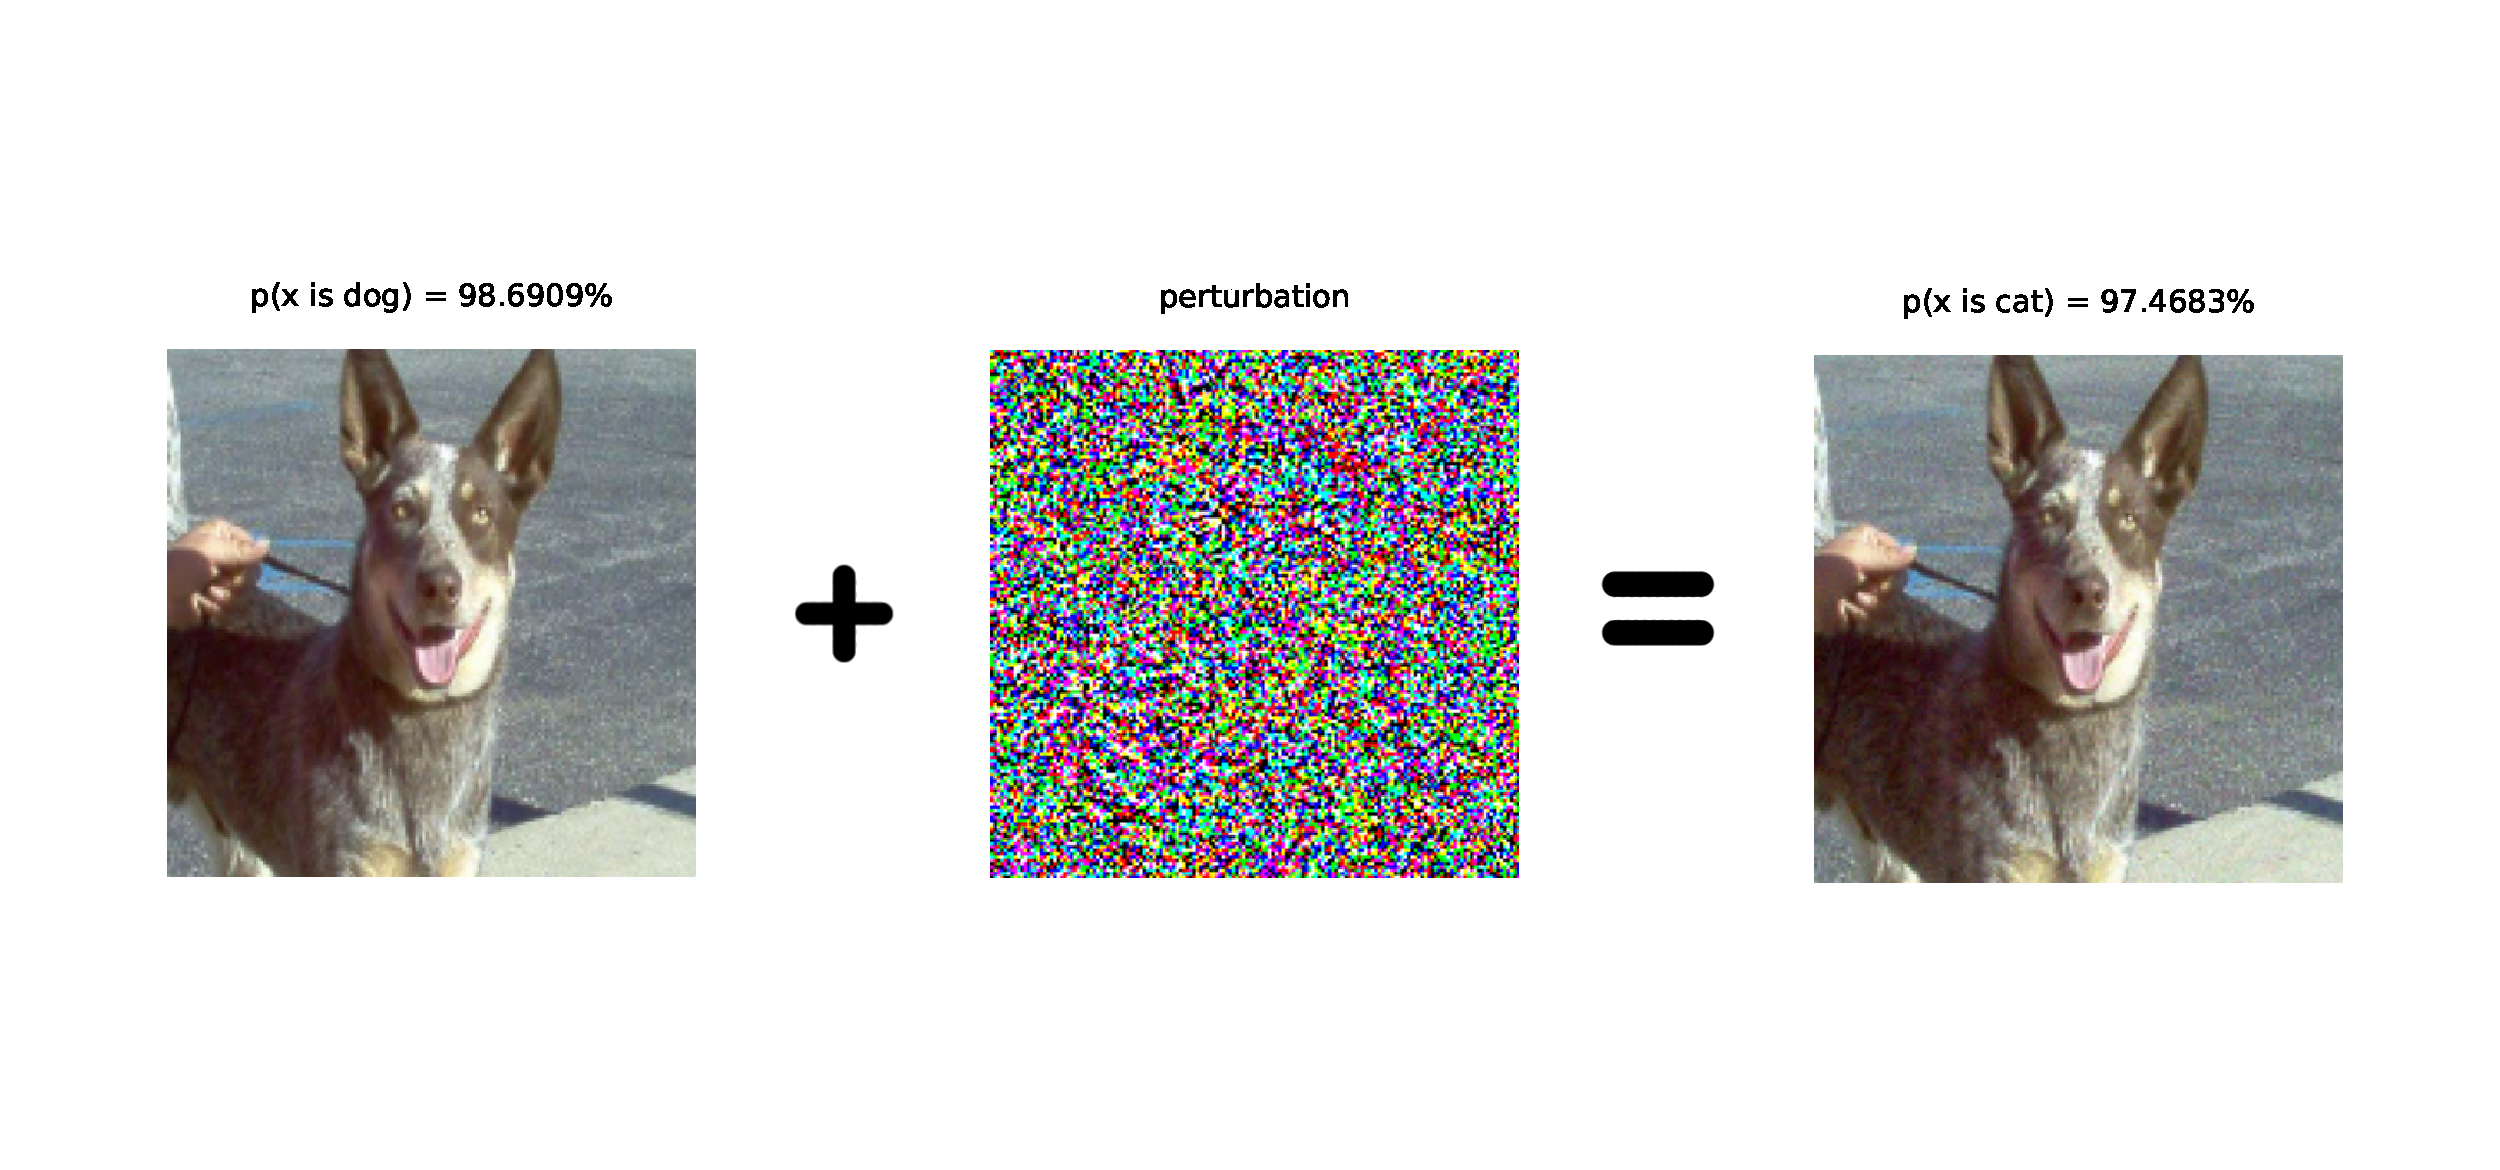 p(x is dog) = 98.6909%
perturbation
p(x is cat) = 97.4683%